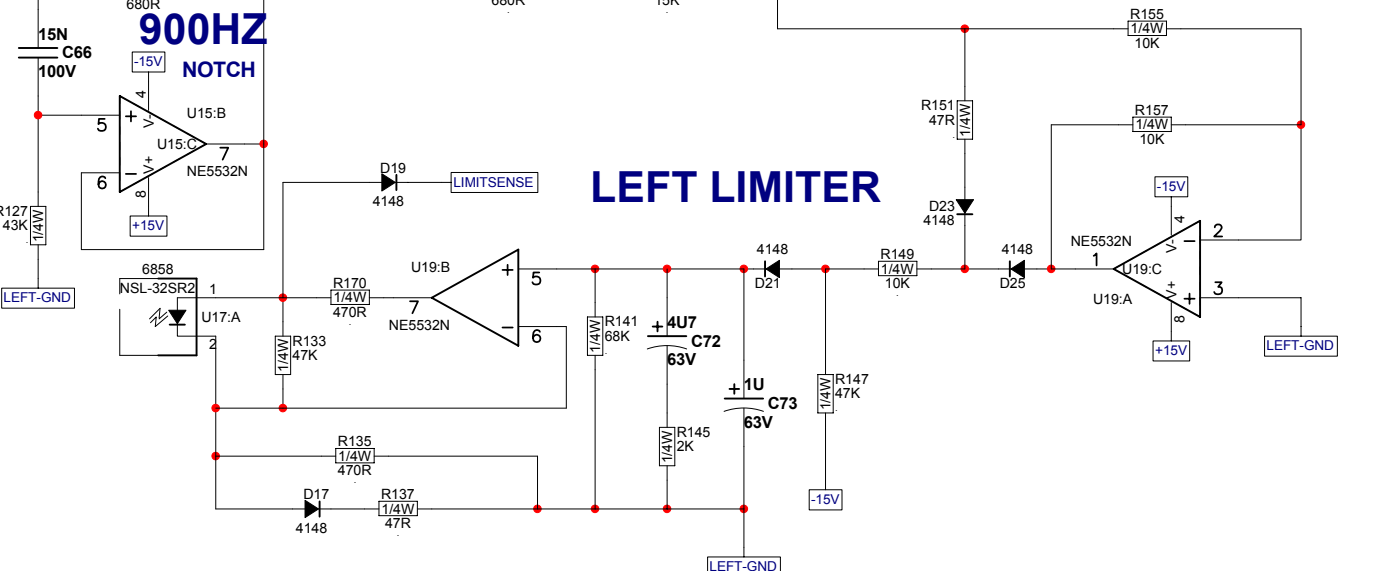 680R
900HZ
NOTCH
15N
C66
100V
-15V
4
V-
U15:B
U15:C
NE5532N
5
+
6
−
7
V+
8
+15V
R127
1/4W
43K
LEFT-GND
680R
15K
LEFT LIMITER
D19
4148
LIMITSENSE
6858
NSL-32SR2
1
U17:A
2
R170
1/4W
470R
R133
1/4W
47K
U19:B
NE5532N
7
+
5
−
6
R141
1/4W
68K
+
4U7
C72
63V
R145
1/4W
2K
+
1U
C73
63V
4148
D21
R149
1/4W
10K
R147
1/4W
47K
-15V
R135
1/4W
470R
D17
4148
R137
1/4W
47R
LEFT-GND
R155
1/4W
10K
R151
1/4W
47R
R157
1/4W
10K
D23
4148
4148
D25
-15V
4
V-
NE5532N
1
U19:C
U19:A
−
2
+
3
V+
8
+15V
LEFT-GND